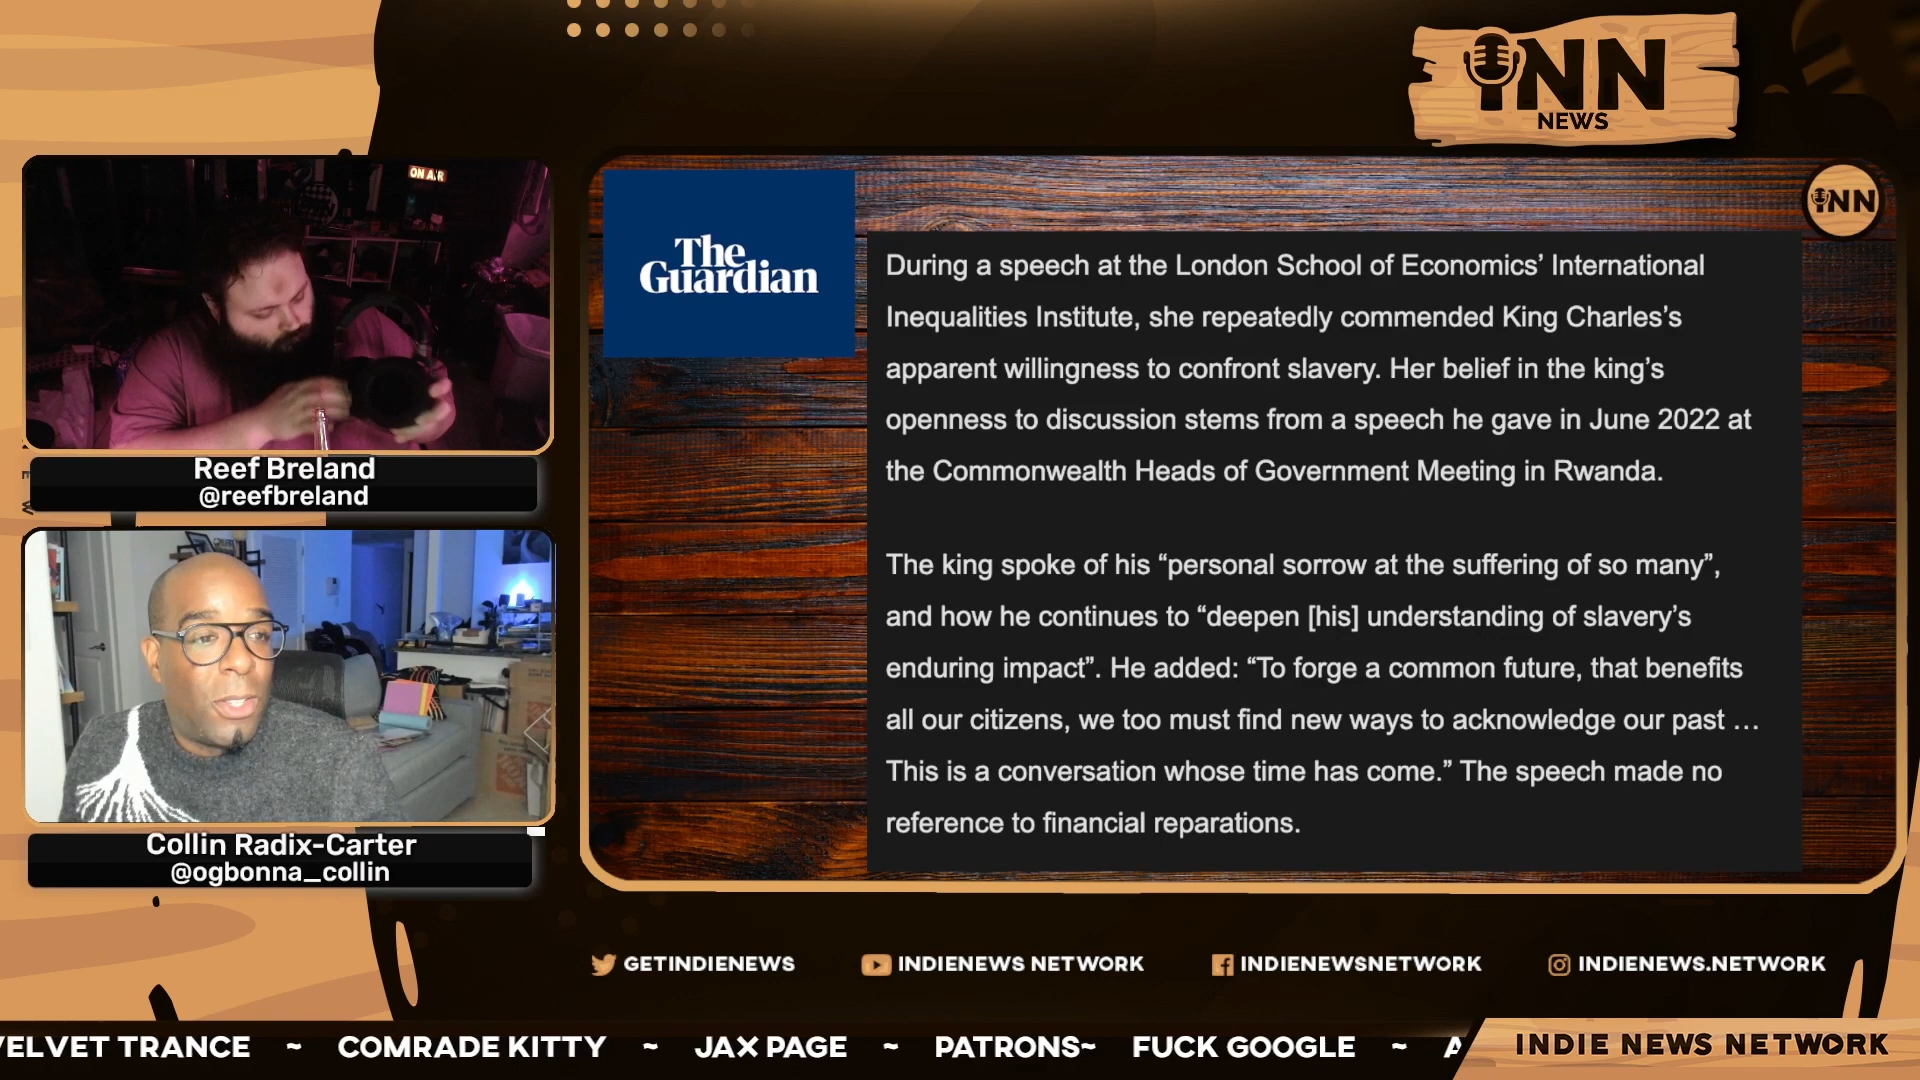 iNN
NEWS
ON AIR
iNN
The
Guardian
During a speech at the London School of Economics’ International
Inequalities Institute, she repeatedly commended King Charles’s
apparent willingness to confront slavery. Her belief in the king’s
openness to discussion stems from a speech he gave in June 2022 at
the Commonwealth Heads of Government Meeting in Rwanda.
The king spoke of his “personal sorrow at the suffering of so many”,
and how he continues to “deepen [his] understanding of slavery’s
enduring impact”. He added: “To forge a common future, that benefits
all our citizens, we too must find new ways to acknowledge our past …
This is a conversation whose time has come.” The speech made no
reference to financial reparations.
Reef Breland
@reefbreland
Collin Radix-Carter
@ogbonna_collin
GETINDIENEWS
INDIENEWS NETWORK
INDIENEWSNETWORK
INDIENEWS.NETWORK
VELVET TRANCE ~ COMRADE KITTY ~ JAX PAGE ~ PATRONS~ FUCK GOOGLE ~
INDIE NEWS NETWORK